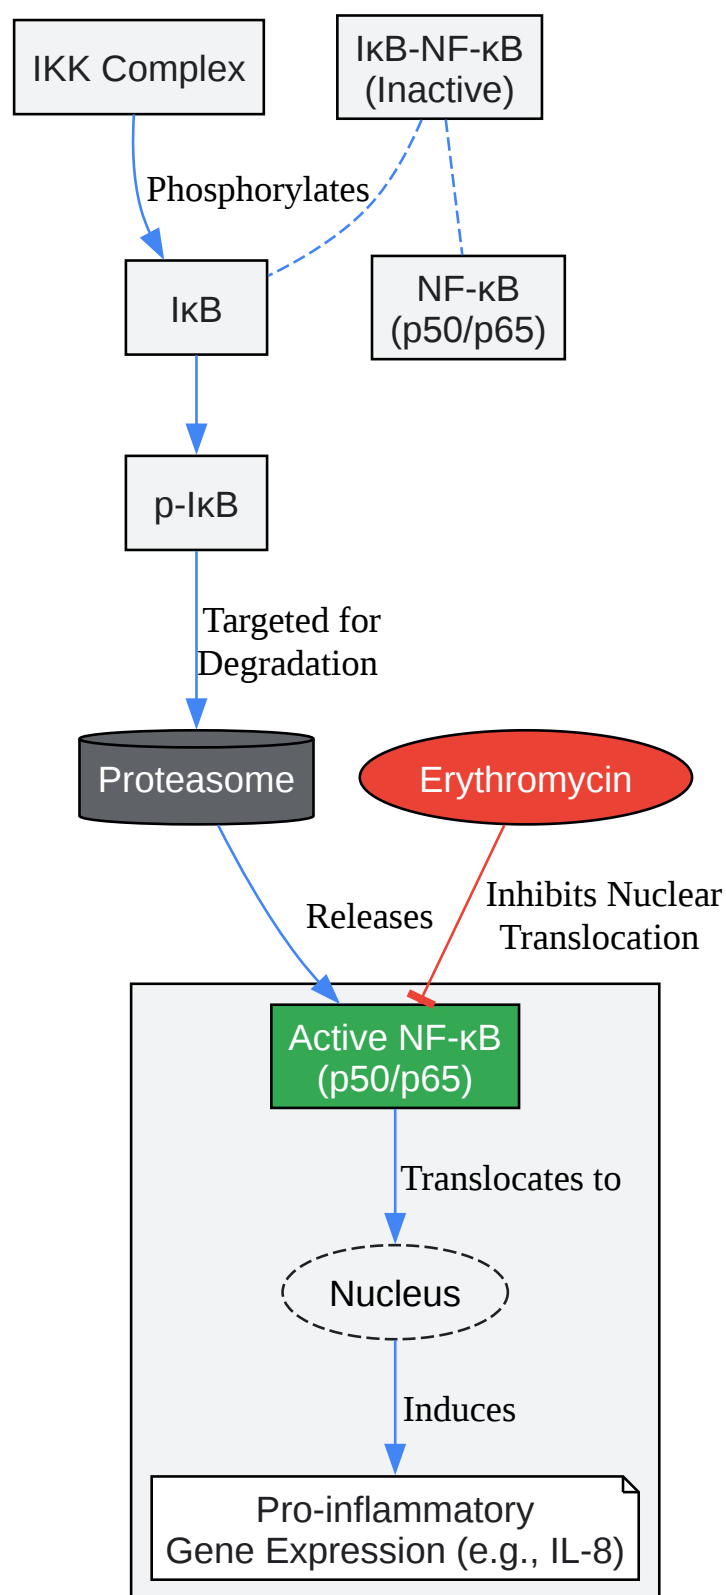 IKK Complex
IκB-NF-κB
(Inactive)
Phosphorylates
IκB
NF-κB
(p50/p65)
p-IκB
Targeted for
Degradation
Proteasome
Erythromycin
Releases
Inhibits Nuclear
Translocation
Active NF-κB
(p50/p65)
Translocates to
Nucleus
Induces
Pro-inflammatory
Gene Expression (e.g., IL-8)